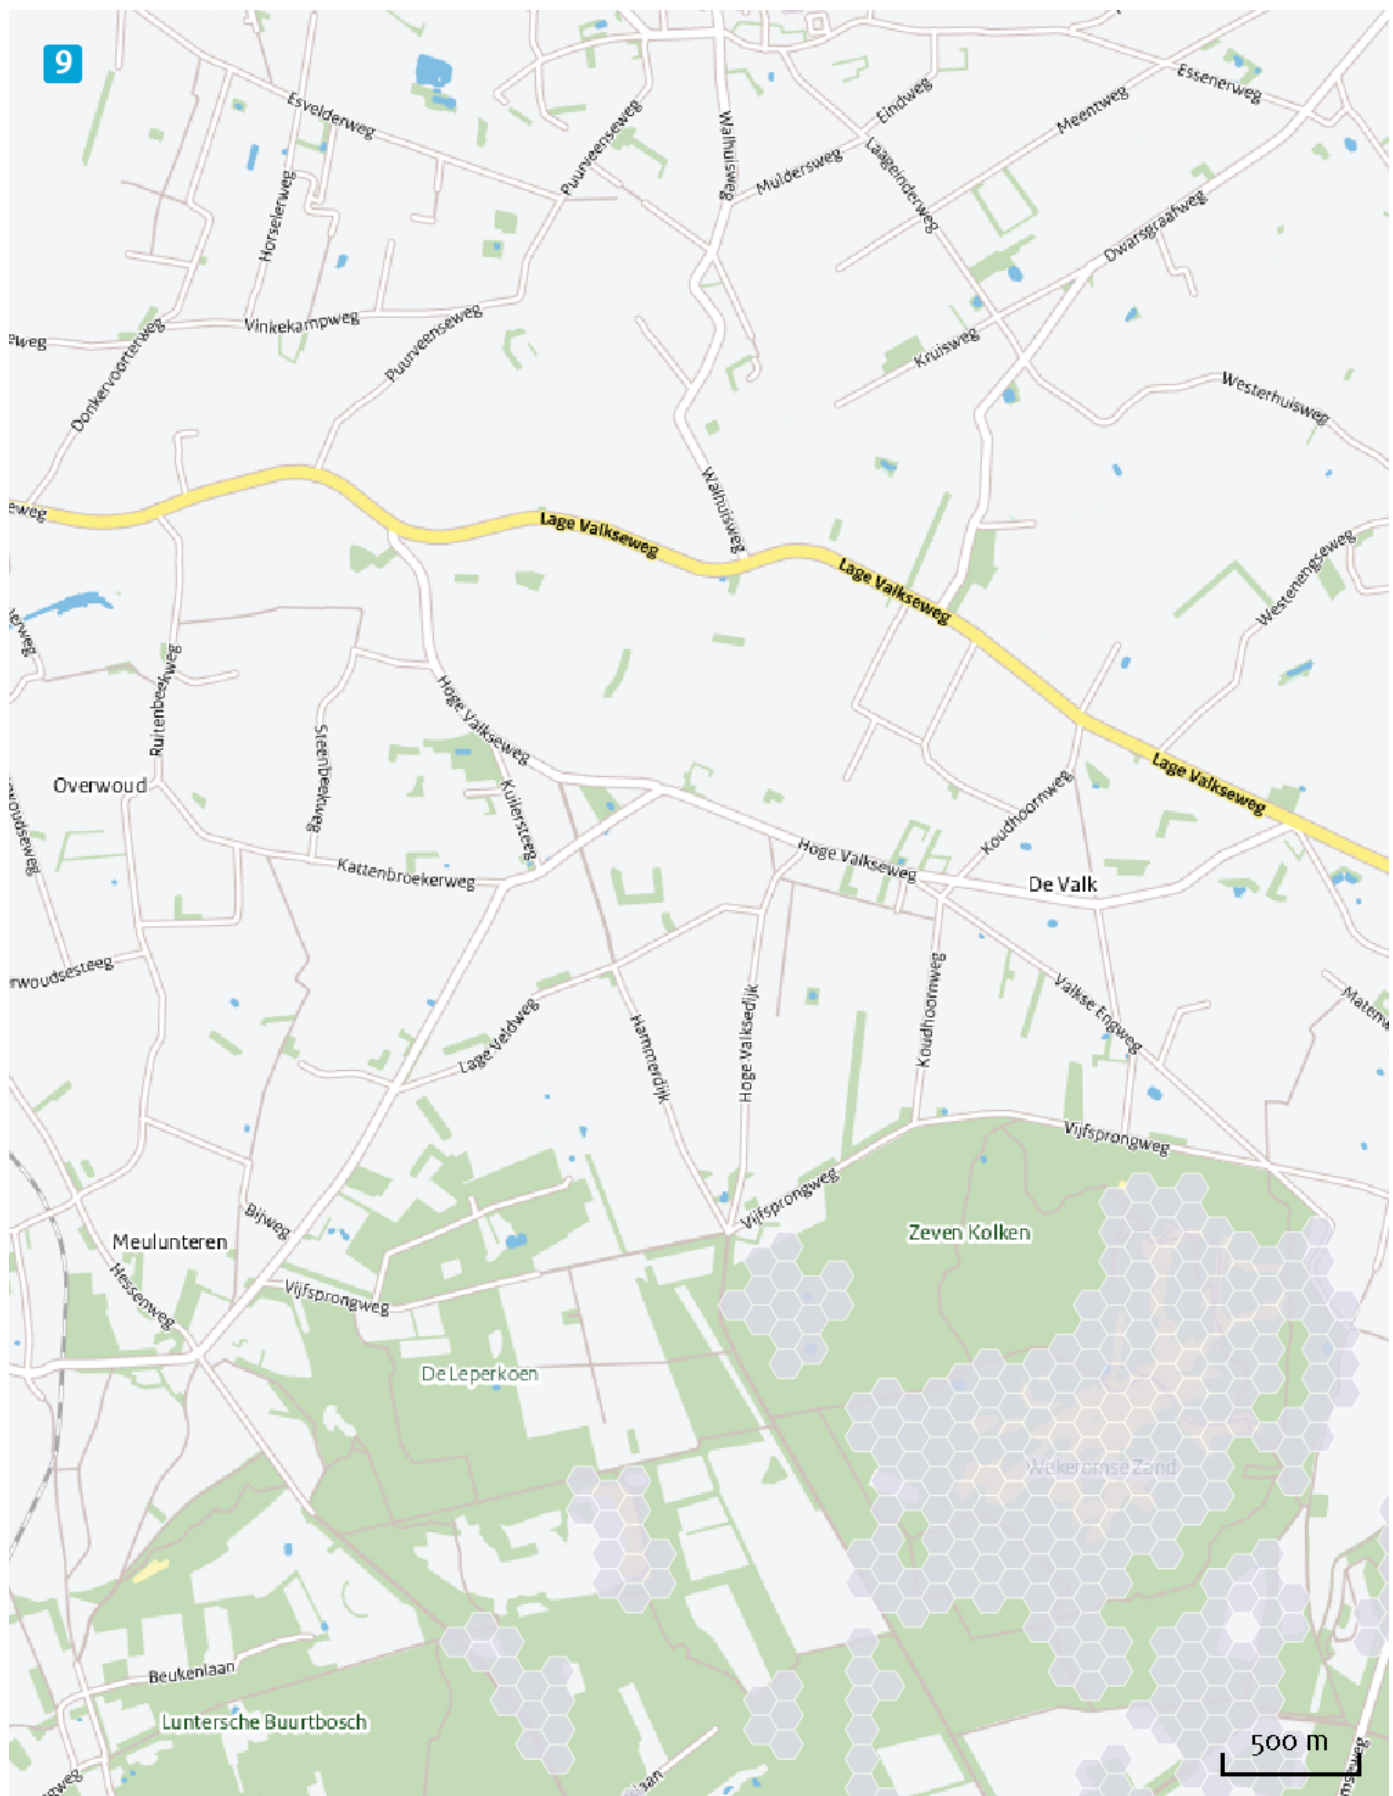 9
Essenerweg
Esvelderweg
Eindweg
Meentweg
Puurveenseweg
Walhuisweg
Muldersweg
Laageinderweg
Horselerweg
Dwarsgraafweg
Vinkekampweg
Puurveenseweg
Donkervoorterweg
Kruisweg
Westerhuisweg
Walhuisweg
eweg
Lage Valkseweg
Lage Valkseweg
Westenengseweg
Ruitenbeekweg
Hoge Valkseweg
Steenbeekweg
Overwoud
Lage Valkseweg
Koudhoornweg
Kuilersteeg
Hoge Valkseweg
Kattenbroekerweg
De Valk
Valkse Engweg
Koudhoornweg
Hoge Valksedijk
Lage Veldweg
Hammerdijk
Vijfsprongweg
Vijfsprongweg
Bijweg
Meulunteren
Zeven Kolken
Hessenweg
Vijfsprongweg
De Leperkoen
Wekeromse Zand
Beukenlaan
Luntersche Buurtbosch
500 m